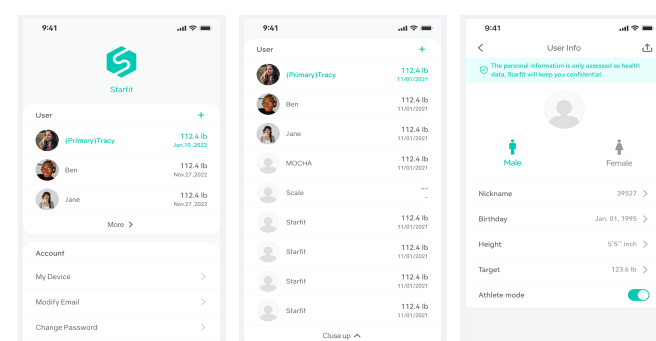 9:41
Starfit
User +
(Primary)Tracy 112.4 lb
Jan.10 ,2022
Ben 112.4 lb
Nov.27 ,2022
Jane 112.4 lb
Nov.27 ,2022
More >
Account
My Device >
Modify Email >
Change Password >
9:41
User +
(Primary)Tracy 112.4 lb
11/01/2021
Ben 112.4 lb
11/01/2021
Jane 112.4 lb
11/01/2021
MOCHA 112.4 lb
11/01/2021
Scale --
--
Starfit 112.4 lb
11/01/2021
Starfit 112.4 lb
11/01/2021
Starfit 112.4 lb
11/01/2021
Starfit 112.4 lb
11/01/2021
Cluse up
9:41
User Info
The personal information is only assessed as health
data, Starfit will keep you confidential.
Male Female
Nickname 39527 >
Birthday Jan. 01, 1995 >
Height 5'5'' inch >
Target 123.6 lb >
Athlete mode